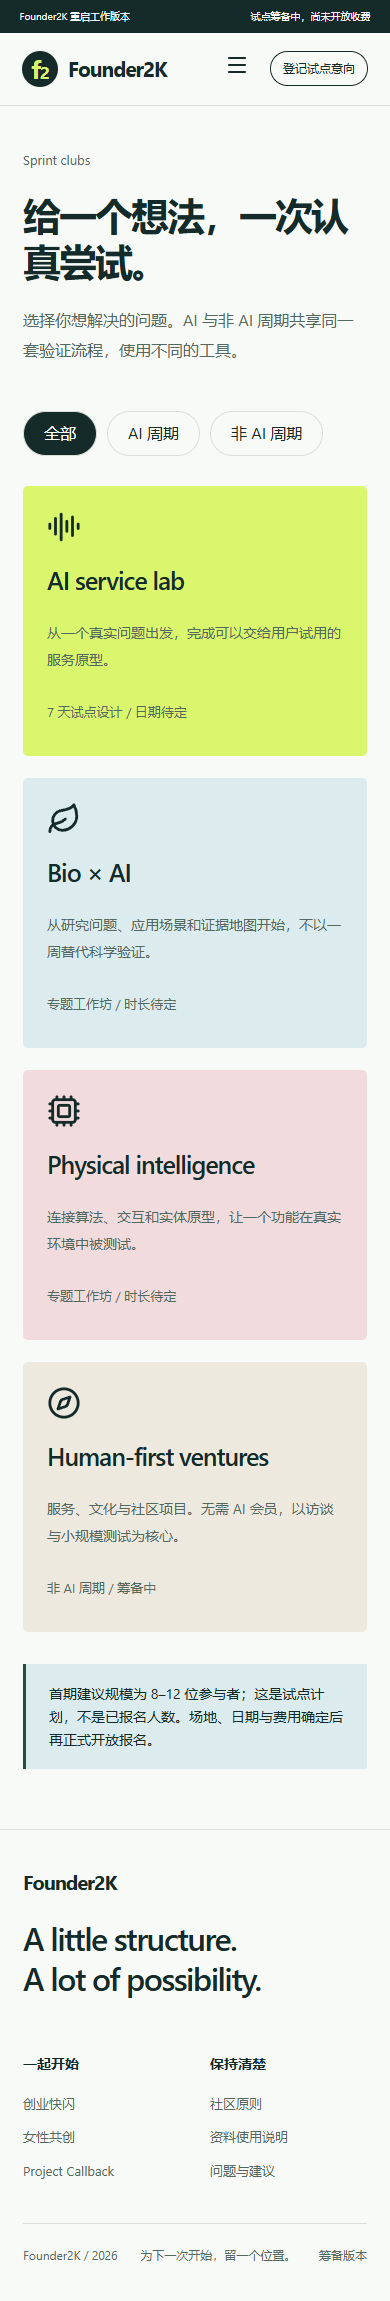 Founder2K 重启工作版本
试点筹备中，尚未开放收费
f2 Founder2K
登记试点意向
Sprint clubs
给一个想法，一次认
真尝试。
选择你想解决的问题。AI 与非 AI 周期共享同一
套验证流程，使用不同的工具。
全部
AI 周期
非 AI 周期
AI service lab
从一个真实问题出发，完成可以交给用户试用的
服务原型。
7 天试点设计 / 日期待定
Bio × AI
从研究问题、应用场景和证据地图开始，不以一
周替代科学验证。
专题工作坊 / 时长待定
Physical intelligence
连接算法、交互和实体原型，让一个功能在真实
环境中被测试。
专题工作坊 / 时长待定
Human-first ventures
服务、文化与社区项目。无需 AI 会员，以访谈
与小规模测试为核心。
非 AI 周期 / 筹备中
首期建议规模为 8–12 位参与者；这是试点计
划，不是已报名人数。场地、日期与费用确定后
再正式开放报名。
Founder2K
A little structure.
A lot of possibility.
一起开始
创业快闪
女性共创
Project Callback
保持清楚
社区原则
资料使用说明
问题与建议
Founder2K / 2026
为下一次开始，留一个位置。
筹备版本